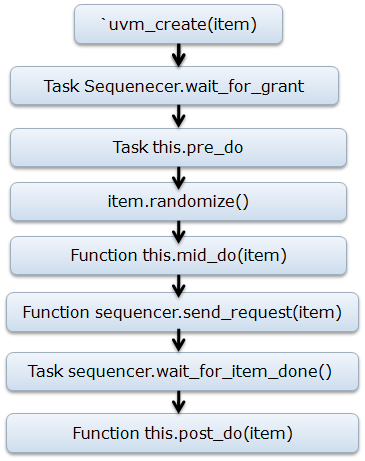 `uvm_create(item)
Task Sequenecer.wait_for_grant
Task this.pre_do
item.randomize()
Function this.mid_do(item)
Function sequencer.send_request(item)
Task sequencer.wait_for_item_done()
Function this.post_do(item)